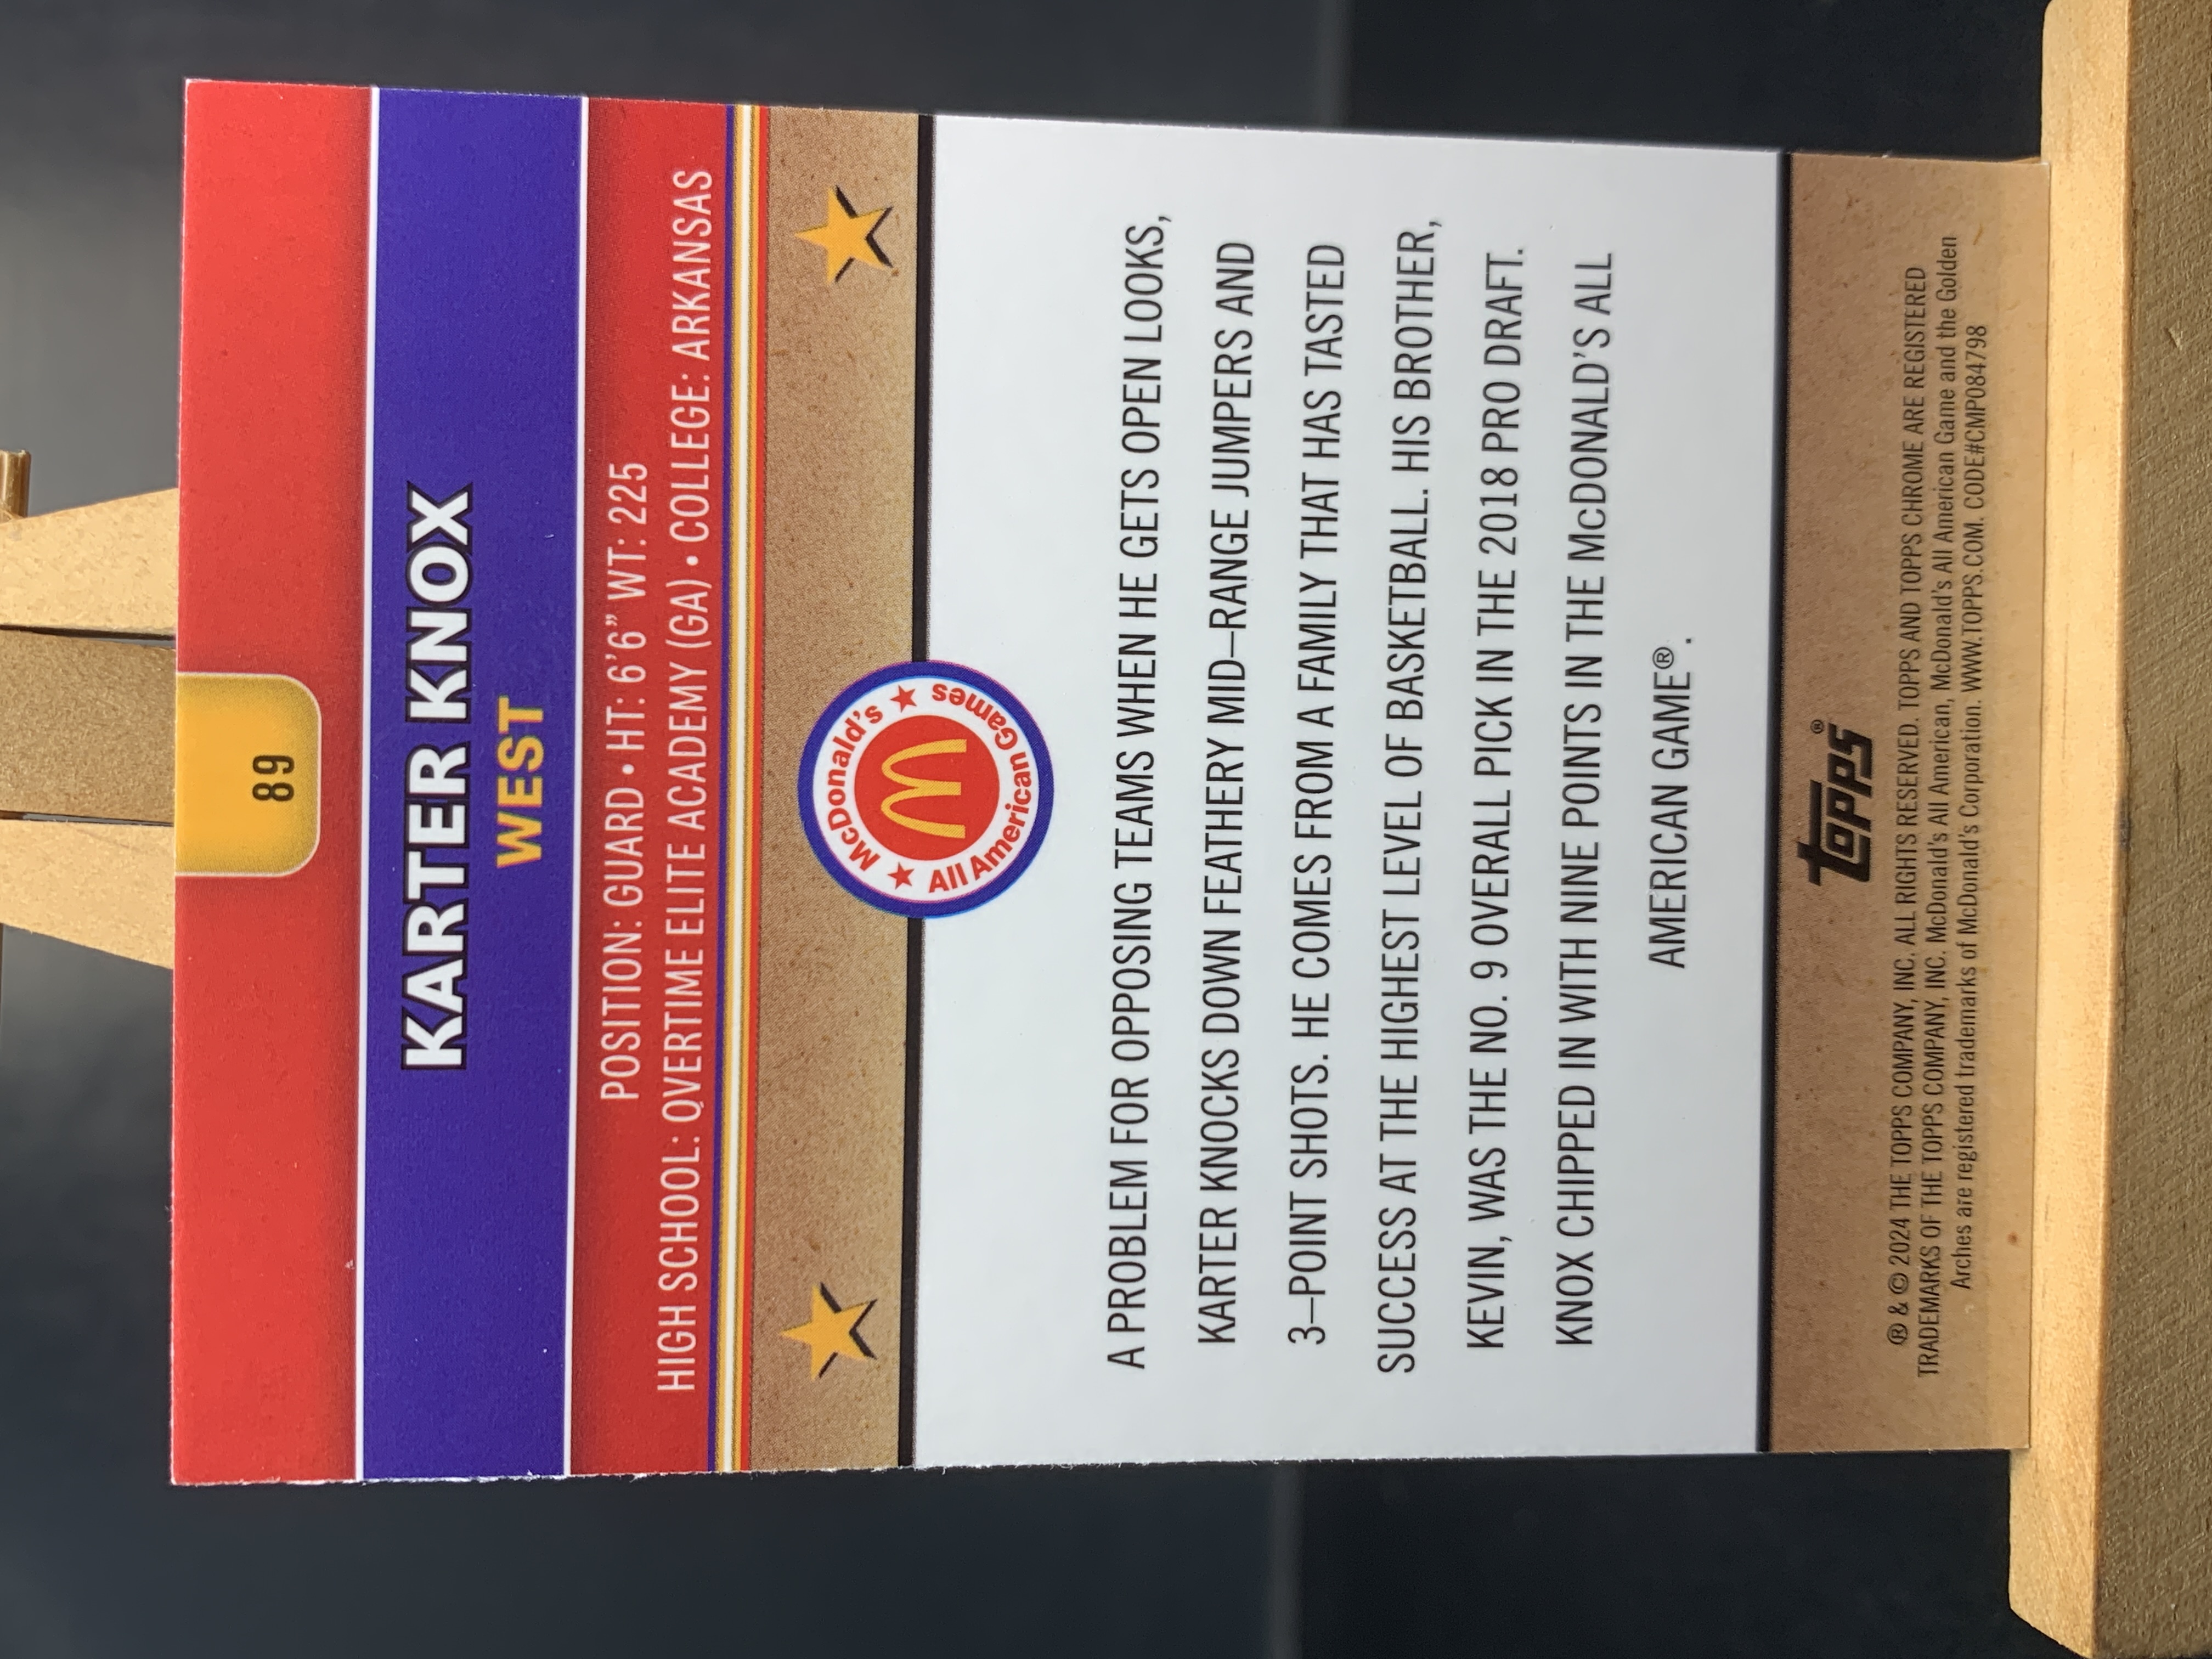 89
KARTER KNOX
WEST
POSITION: GUARD • HT: 6'6" WT: 225
HIGH SCHOOL: OVERTIME ELITE ACADEMY (GA) • COLLEGE: ARKANSAS
McDonald's
All American Games
A PROBLEM FOR OPPOSING TEAMS WHEN HE GETS OPEN LOOKS,
KARTER KNOCKS DOWN FEATHERY MID–RANGE JUMPERS AND
3–POINT SHOTS. HE COMES FROM A FAMILY THAT HAS TASTED
SUCCESS AT THE HIGHEST LEVEL OF BASKETBALL. HIS BROTHER,
KEVIN, WAS THE NO. 9 OVERALL PICK IN THE 2018 PRO DRAFT.
KNOX CHIPPED IN WITH NINE POINTS IN THE McDONALD'S ALL
AMERICAN GAME®.
topps®
® & © 2024 THE TOPPS COMPANY, INC. ALL RIGHTS RESERVED. TOPPS AND TOPPS CHROME ARE REGISTERED
TRADEMARKS OF THE TOPPS COMPANY, INC. McDonald's All American, McDonald's All American Game and the Golden
Arches are registered trademarks of McDonald's Corporation. WWW.TOPPS.COM. CODE#CMP084798